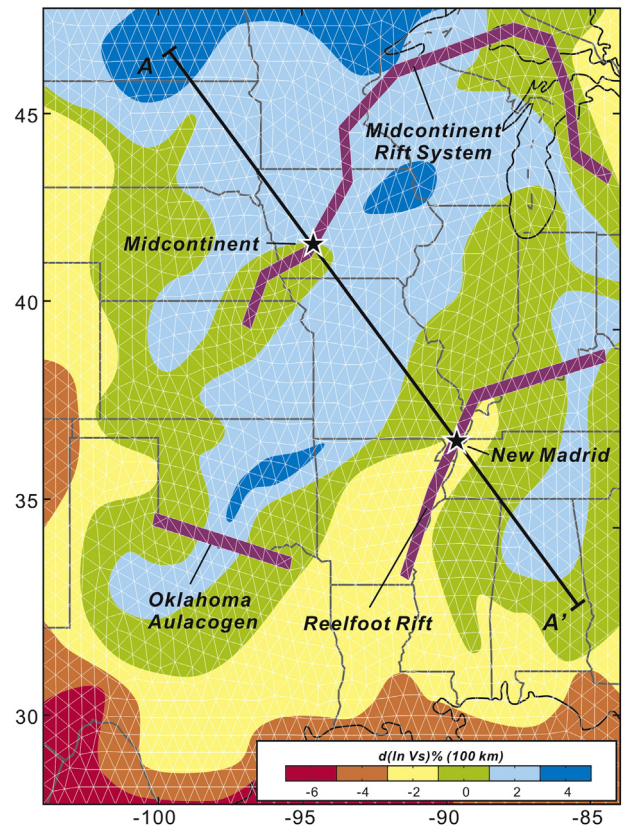 A
45
Midcontinent
Rift System
Midcontinent
40
New Madrid
35
Oklahoma
Aulacogen
Reelfoot Rift
A'
30
d(ln Vs)% (100 km)
-6 -4 -2 0 2 4
-100 -95 -90 -85